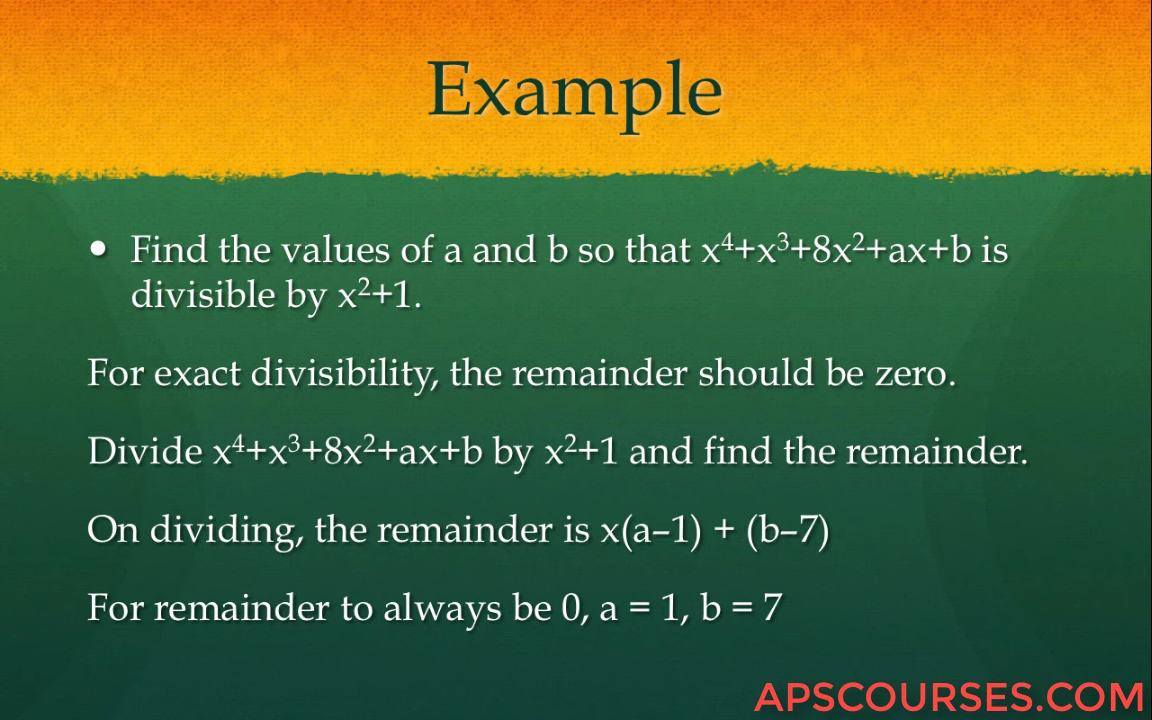 Example
• Find the values of a and b so that x⁴+x³+8x²+ax+b is
divisible by x²+1.
For exact divisibility, the remainder should be zero.
Divide x⁴+x³+8x²+ax+b by x²+1 and find the remainder.
On dividing, the remainder is x(a–1) + (b–7)
For remainder to always be 0, a = 1, b = 7
APSCOURSES.COM